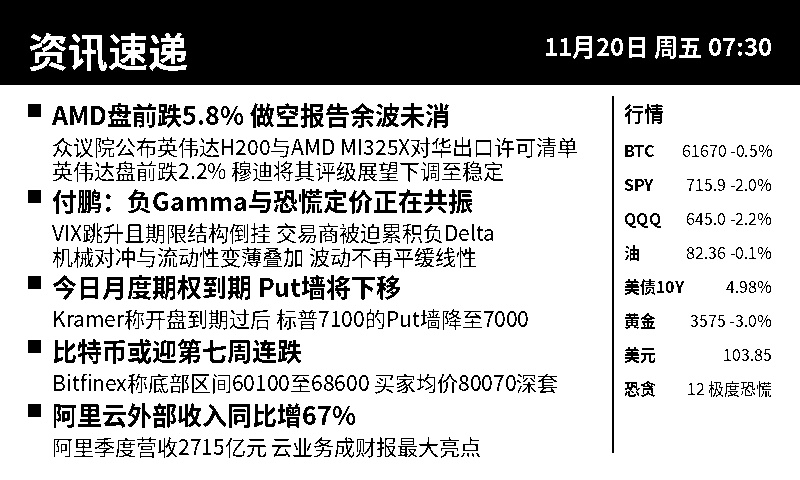 资讯速递
11月20日 周五 07:30
AMD盘前跌5.8% 做空报告余波未消
众议院公布英伟达H200与AMD MI325X对华出口许可清单
英伟达盘前跌2.2% 穆迪将其评级展望下调至稳定
付鹏：负Gamma与恐慌定价正在共振
VIX跳升且期限结构倒挂 交易商被迫累积负Delta
机械对冲与流动性变薄叠加 波动不再平缓线性
今日月度期权到期 Put墙将下移
Kramer称开盘到期过后 标普7100的Put墙降至7000
比特币或迎第七周连跌
Bitfinex称底部区间60100至68600 买家均价80070深套
阿里云外部收入同比增67%
阿里季度营收2715亿元 云业务成财报最大亮点
行情
BTC 61670 -0.5%
SPY 715.9 -2.0%
QQQ 645.0 -2.2%
油 82.36 -0.1%
美债10Y 4.98%
黄金 3575 -3.0%
美元 103.85
恐贪 12 极度恐慌